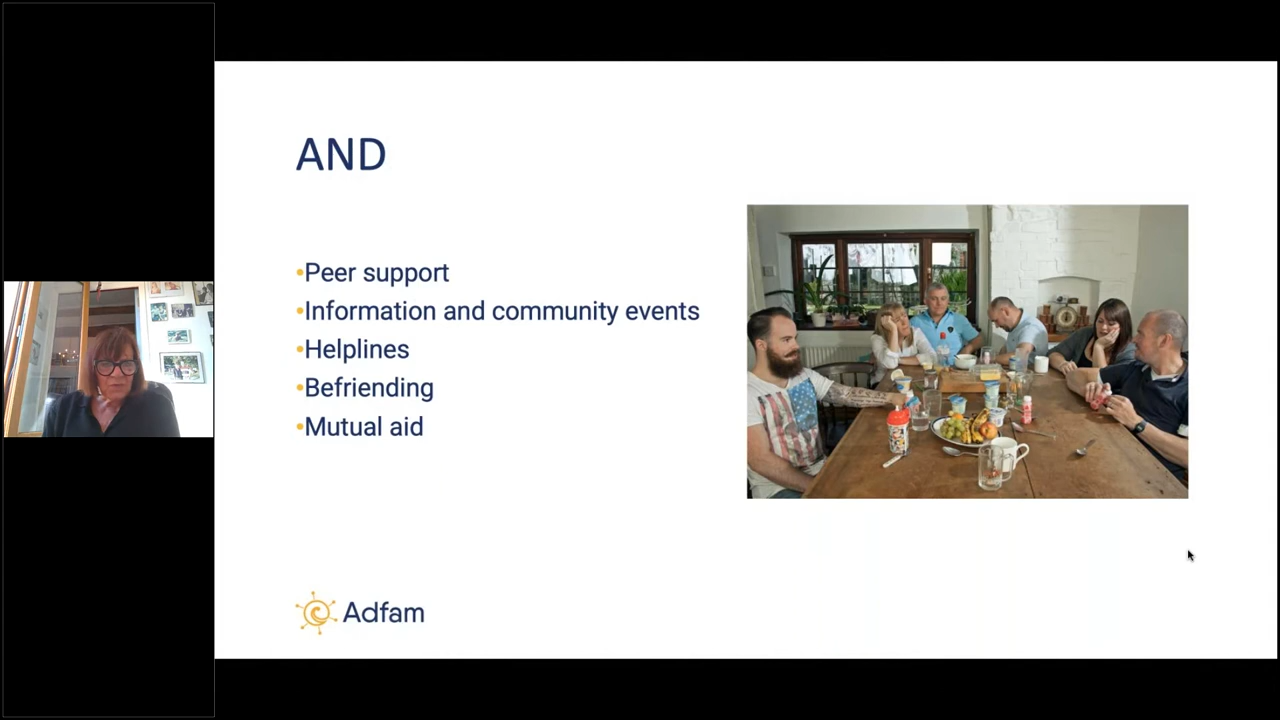 AND
•Peer support
•Information and community events
•Helplines
•Befriending
•Mutual aid
Adfam